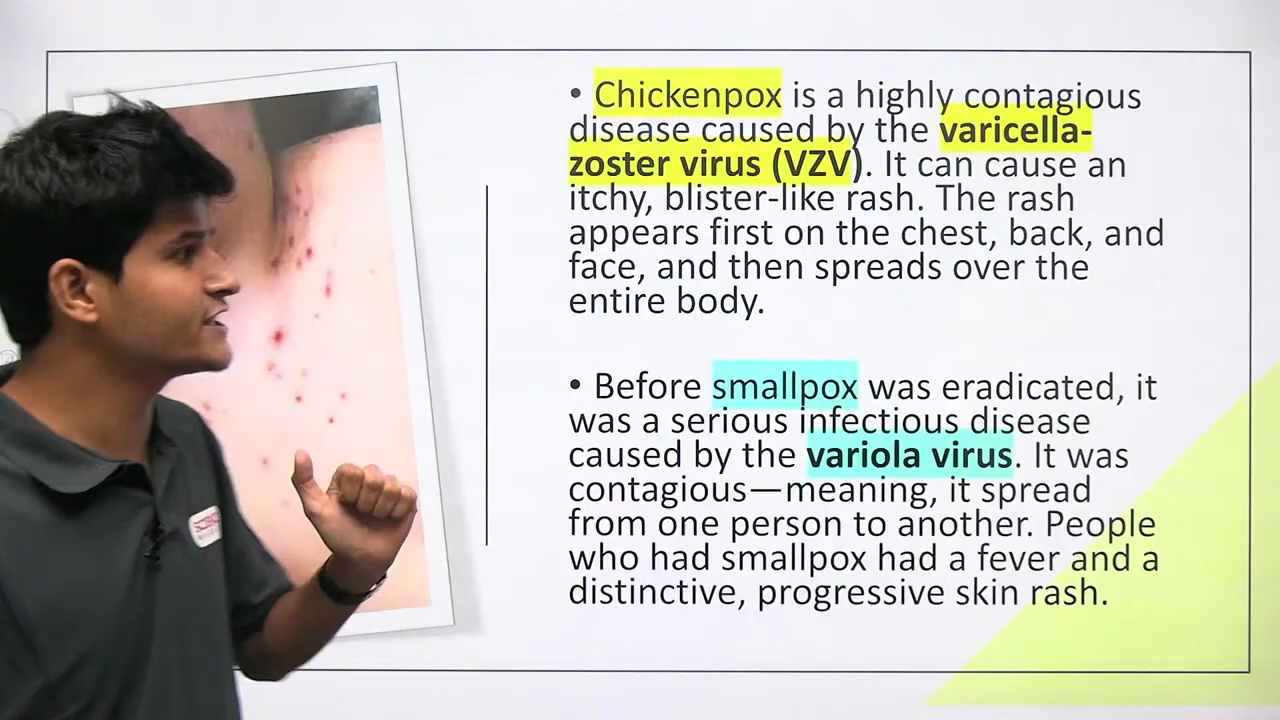 • Chickenpox is a highly contagious
disease caused by the varicella-
zoster virus (VZV). It can cause an
itchy, blister-like rash. The rash
appears first on the chest, back, and
face, and then spreads over the
entire body.
• Before smallpox was eradicated, it
was a serious infectious disease
caused by the variola virus. It was
contagious—meaning, it spread
from one person to another. People
who had smallpox had a fever and a
distinctive, progressive skin rash.